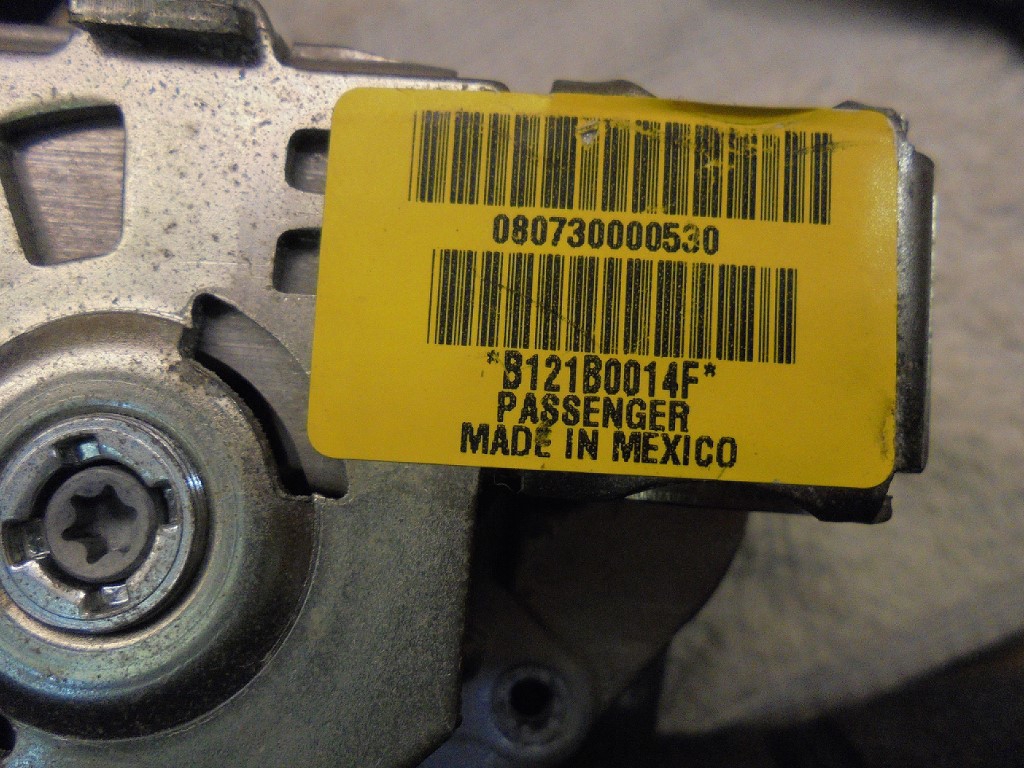 080730000530
*B121B0014F*
PASSENGER
MADE IN MEXICO